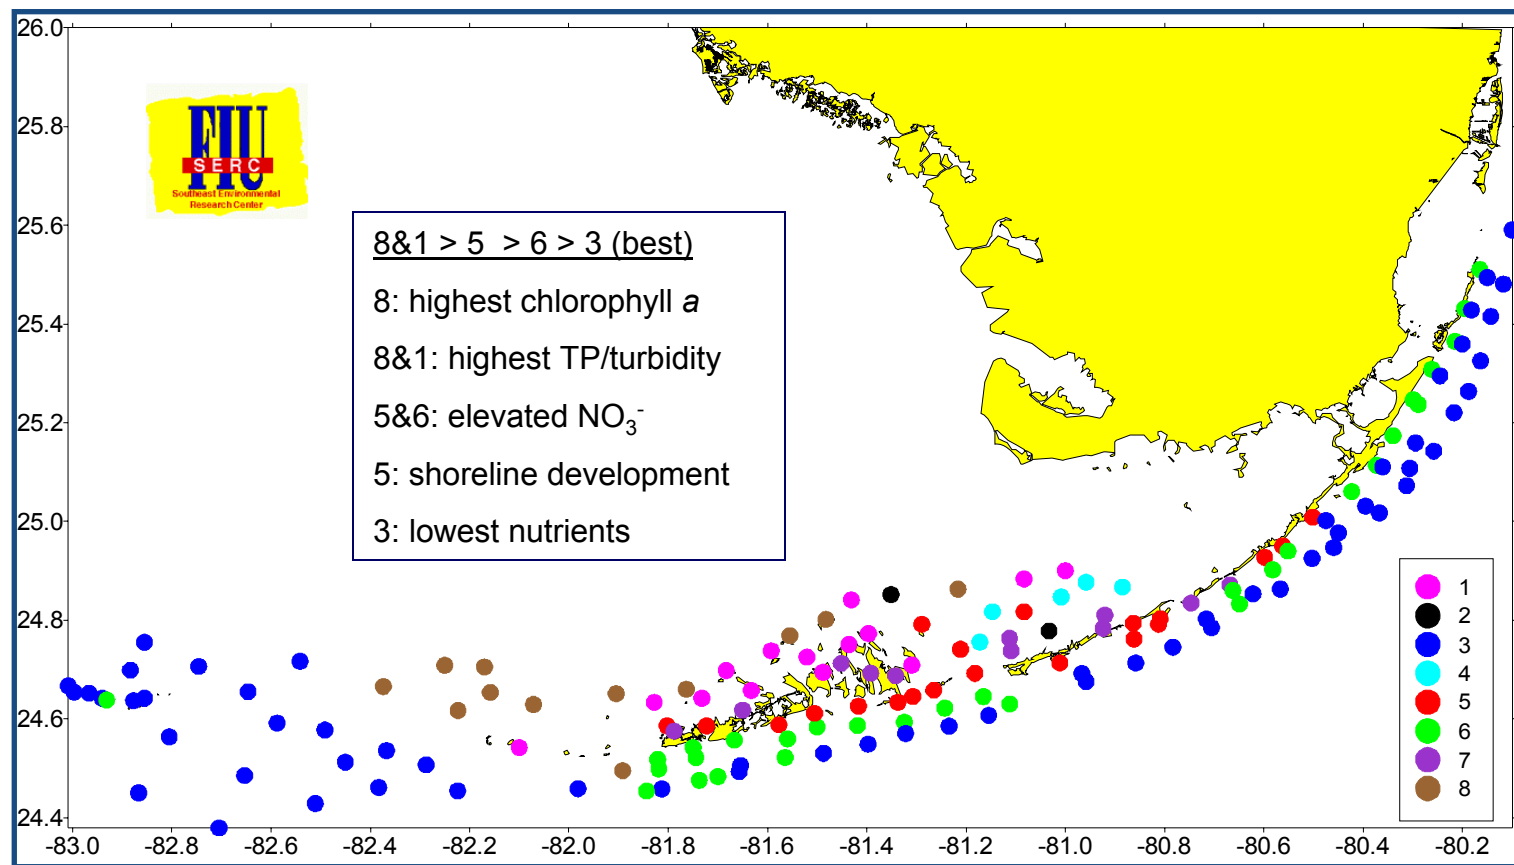 26.0
25.8
25.6
25.4
25.2
25.0
24.8
24.6
24.4
FIU
SERC
Southeast Environmental
Research Center
8&1 > 5 > 6 > 3 (best)
8: highest chlorophyll a
8&1: highest TP/turbidity
5&6: elevated NO₃⁻
5: shoreline development
3: lowest nutrients
1
2
3
4
5
6
7
8
-83.0 -82.8 -82.6 -82.4 -82.2 -82.0 -81.8 -81.6 -81.4 -81.2 -81.0 -80.8 -80.6 -80.4 -80.2